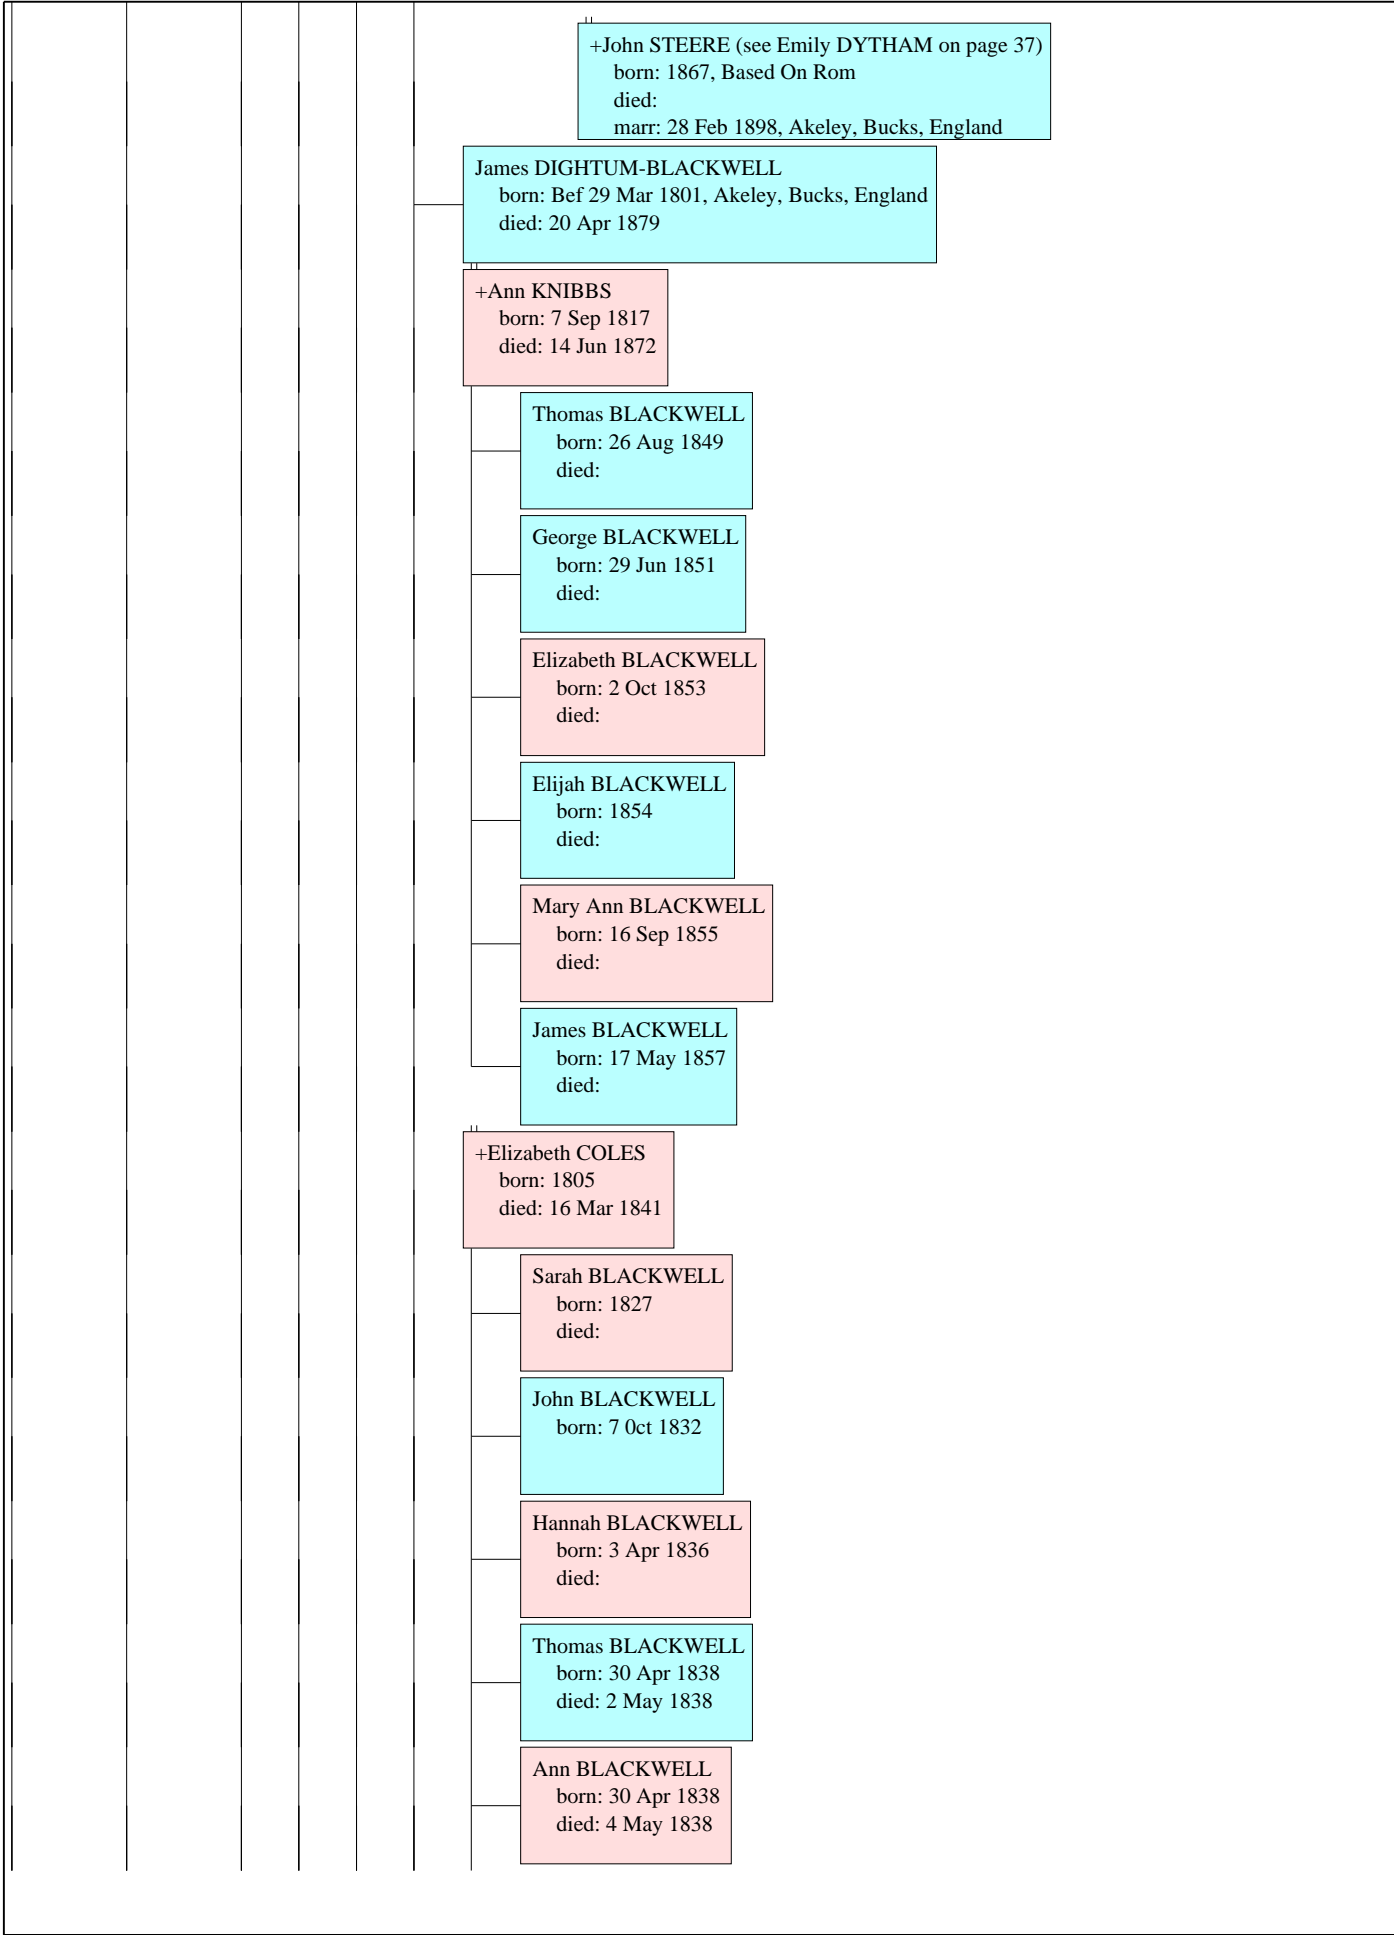 +John STEERE (see Emily DYTHAM on page 37)
born: 1867, Based On Rom
died:
marr: 28 Feb 1898, Akeley, Bucks, England
James DIGHTUM-BLACKWELL
born: Bef 29 Mar 1801, Akeley, Bucks, England
died: 20 Apr 1879
+Ann KNIBBS
born: 7 Sep 1817
died: 14 Jun 1872
Thomas BLACKWELL
born: 26 Aug 1849
died:
George BLACKWELL
born: 29 Jun 1851
died:
Elizabeth BLACKWELL
born: 2 Oct 1853
died:
Elijah BLACKWELL
born: 1854
died:
Mary Ann BLACKWELL
born: 16 Sep 1855
died:
James BLACKWELL
born: 17 May 1857
died:
+Elizabeth COLES
born: 1805
died: 16 Mar 1841
Sarah BLACKWELL
born: 1827
died:
John BLACKWELL
born: 7 0ct 1832
Hannah BLACKWELL
born: 3 Apr 1836
died:
Thomas BLACKWELL
born: 30 Apr 1838
died: 2 May 1838
Ann BLACKWELL
born: 30 Apr 1838
died: 4 May 1838